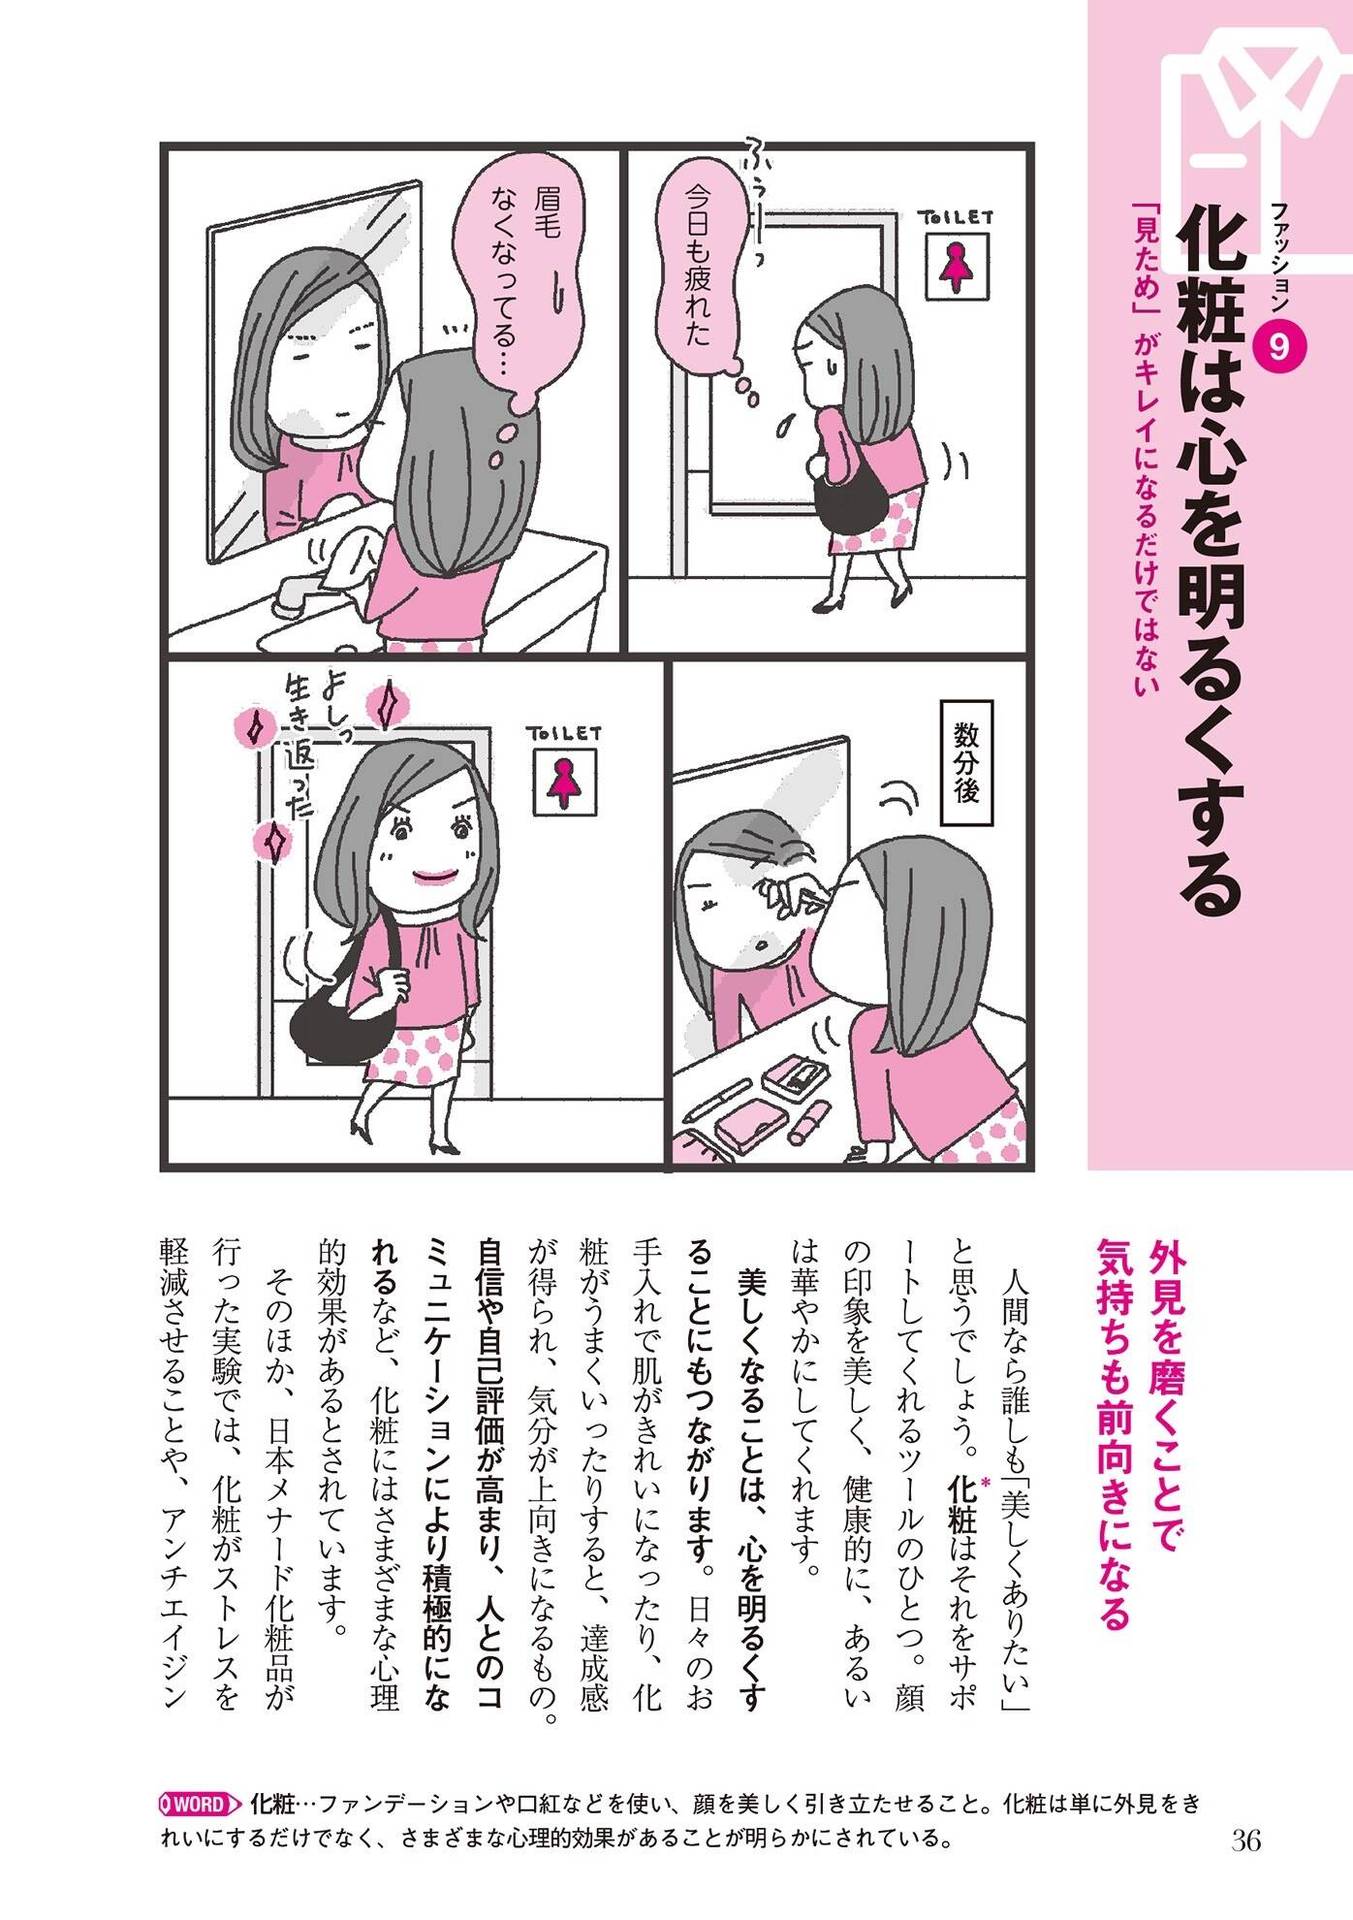 ファッション
9
化粧は心を明るくする
「見ため」がキレイになるだけではない
TOILET
ふぅーっ
今日も疲れた
眉毛
なくなってる…
数分後
TOILET
よしっ
生き返った
外見を磨くことで
気持ちも前向きになる
人間なら誰しも「美しくありたい」
と思うでしょう。化粧*はそれをサポ
ートしてくれるツールのひとつ。顔
の印象を美しく、健康的に、あるい
は華やかにしてくれます。
美しくなることは、心を明るくす
ることにもつながります。日々のお
手入れで肌がきれいになったり、化
粧がうまくいったりすると、達成感
が得られ、気分が上向きになるもの。
自信や自己評価が高まり、人とのコ
ミュニケーションにより積極的にな
れるなど、化粧にはさまざまな心理
的効果があるとされています。
そのほか、日本メナード化粧品が
行った実験では、化粧がストレスを
軽減させることや、アンチエイジン
WORD 化粧…ファンデーションや口紅などを使い、顔を美しく引き立たせること。化粧は単に外見をき
れいにするだけでなく、さまざまな心理的効果があることが明らかにされている。
36